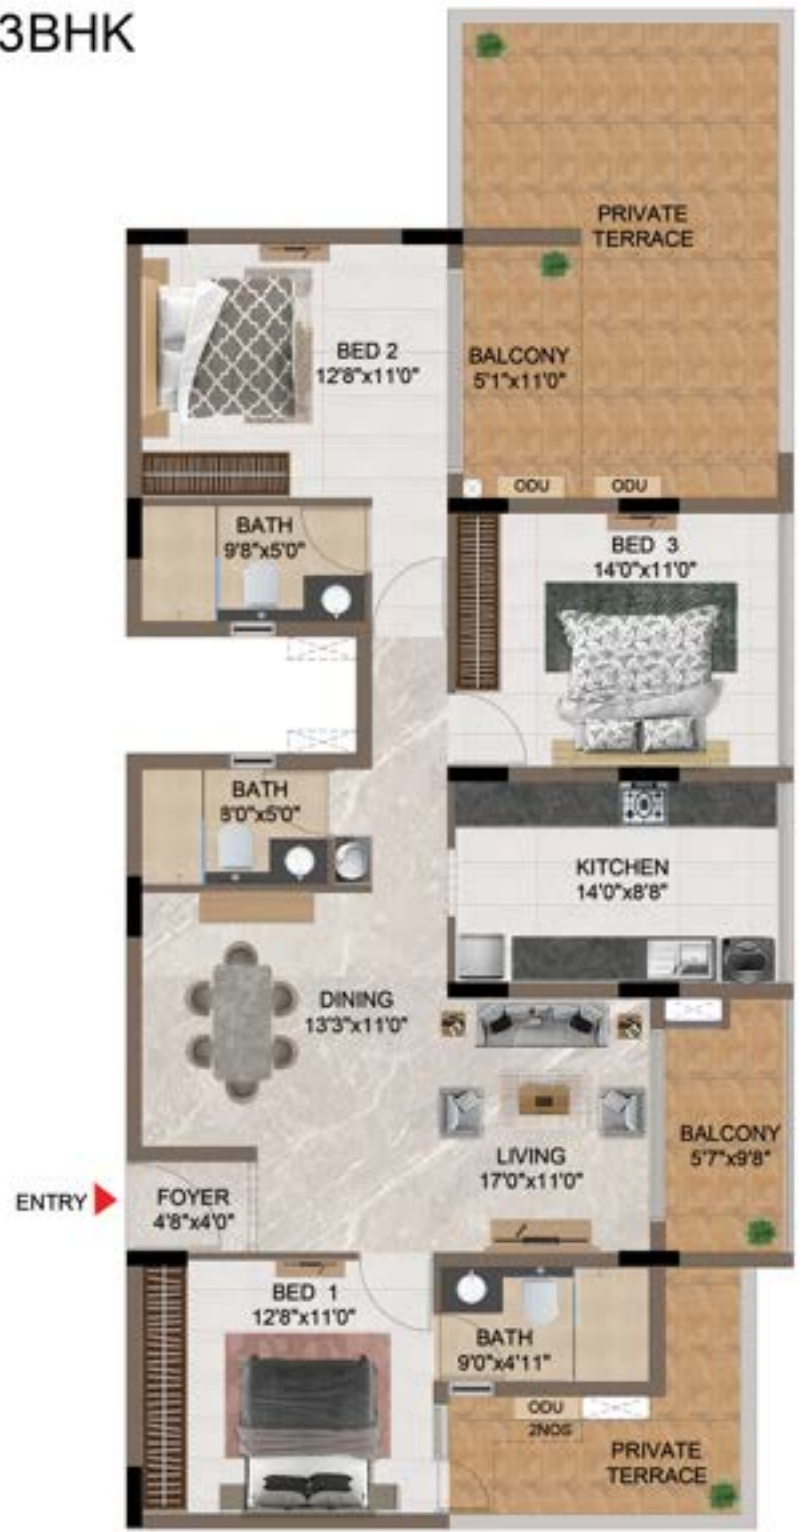 3BHK
PRIVATE
TERRACE
BED 2
12'8"x11'0"
BALCONY
5'1"x11'0"
ODU
ODU
BATH
9'8"x5'0"
BED 3
14'0"x11'0"
BATH
8'0"x5'0"
KITCHEN
14'0"x8'8"
DINING
13'3"x11'0"
BALCONY
5'7"x9'8"
LIVING
17'0"x11'0"
ENTRY
FOYER
4'8"x4'0"
BED 1
12'8"x11'0"
BATH
9'0"x4'11"
ODU
2NOS
PRIVATE
TERRACE